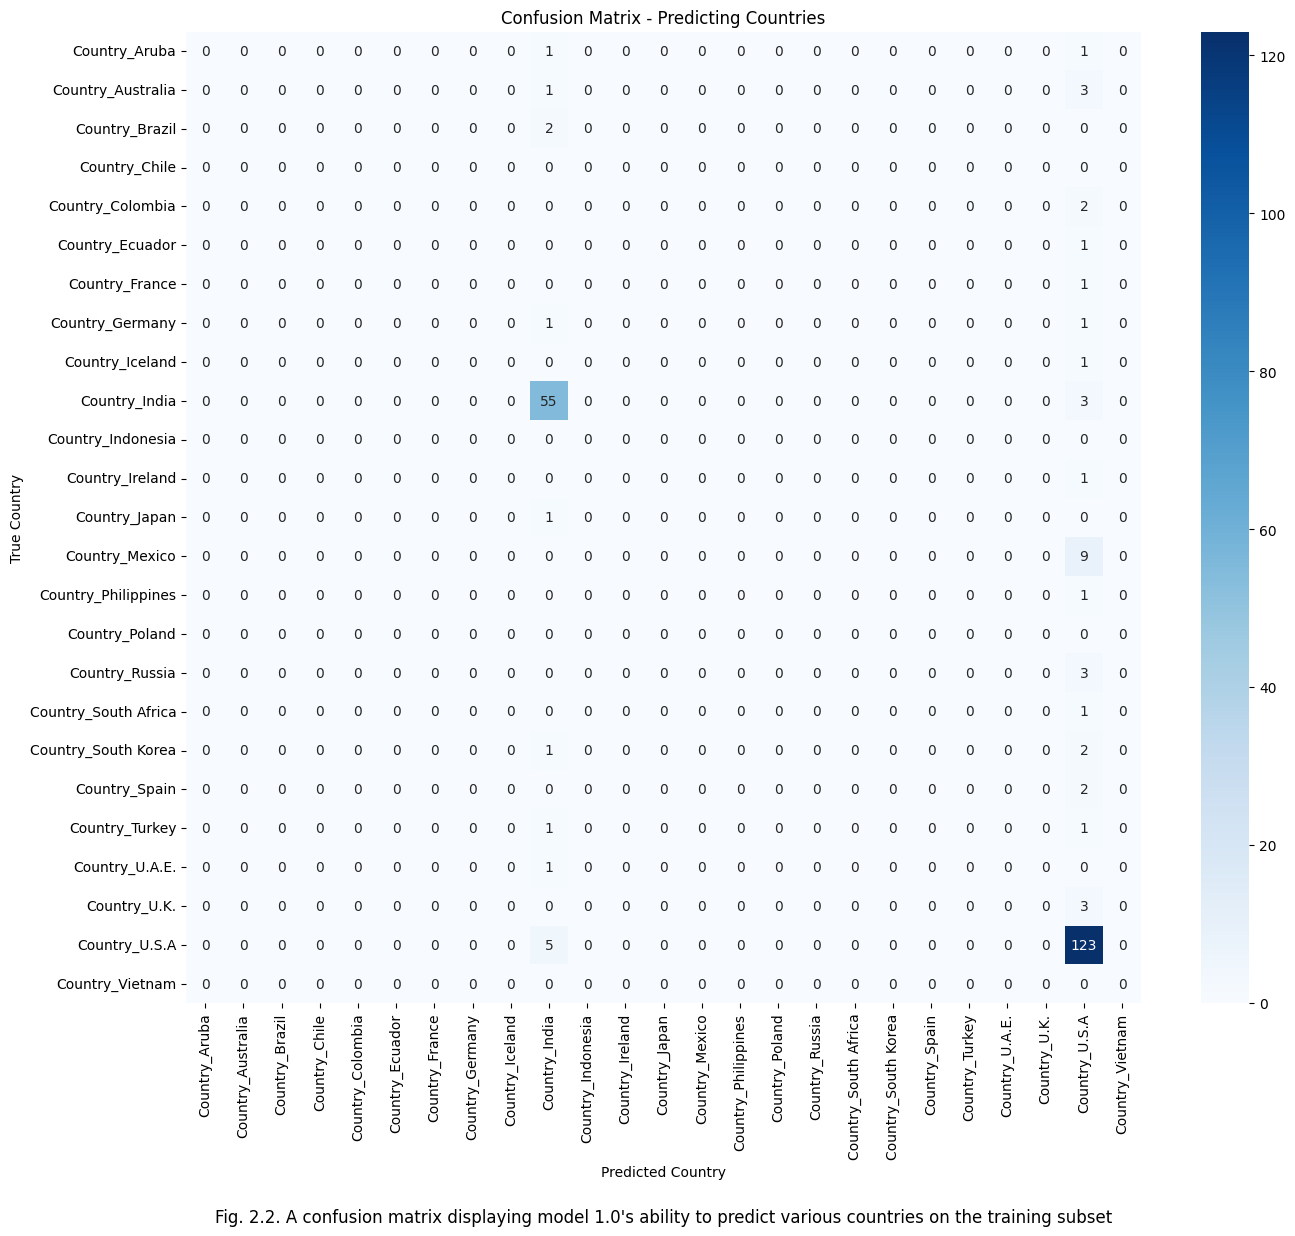 Confusion Matrix - Predicting Countries
Country_Aruba 0 0 0 0 0 0 0 0 0 1 0 0 0 0 0 0 0 0 0 0 0 0 0 1 0
Country_Australia 0 0 0 0 0 0 0 0 0 1 0 0 0 0 0 0 0 0 0 0 0 0 0 3 0
Country_Brazil 0 0 0 0 0 0 0 0 0 2 0 0 0 0 0 0 0 0 0 0 0 0 0 0 0
Country_Chile 0 0 0 0 0 0 0 0 0 0 0 0 0 0 0 0 0 0 0 0 0 0 0 0 0
Country_Colombia 0 0 0 0 0 0 0 0 0 0 0 0 0 0 0 0 0 0 0 0 0 0 0 2 0
Country_Ecuador 0 0 0 0 0 0 0 0 0 0 0 0 0 0 0 0 0 0 0 0 0 0 0 1 0
Country_France 0 0 0 0 0 0 0 0 0 0 0 0 0 0 0 0 0 0 0 0 0 0 0 1 0
Country_Germany 0 0 0 0 0 0 0 0 0 1 0 0 0 0 0 0 0 0 0 0 0 0 0 1 0
Country_Iceland 0 0 0 0 0 0 0 0 0 0 0 0 0 0 0 0 0 0 0 0 0 0 0 1 0
Country_India 0 0 0 0 0 0 0 0 0 55 0 0 0 0 0 0 0 0 0 0 0 0 0 3 0
Country_Indonesia 0 0 0 0 0 0 0 0 0 0 0 0 0 0 0 0 0 0 0 0 0 0 0 0 0
Country_Ireland 0 0 0 0 0 0 0 0 0 0 0 0 0 0 0 0 0 0 0 0 0 0 0 1 0
Country_Japan 0 0 0 0 0 0 0 0 0 1 0 0 0 0 0 0 0 0 0 0 0 0 0 0 0
Country_Mexico 0 0 0 0 0 0 0 0 0 0 0 0 0 0 0 0 0 0 0 0 0 0 0 9 0
Country_Philippines 0 0 0 0 0 0 0 0 0 0 0 0 0 0 0 0 0 0 0 0 0 0 0 1 0
Country_Poland 0 0 0 0 0 0 0 0 0 0 0 0 0 0 0 0 0 0 0 0 0 0 0 0 0
Country_Russia 0 0 0 0 0 0 0 0 0 0 0 0 0 0 0 0 0 0 0 0 0 0 0 3 0
Country_South Africa 0 0 0 0 0 0 0 0 0 0 0 0 0 0 0 0 0 0 0 0 0 0 0 1 0
Country_South Korea 0 0 0 0 0 0 0 0 0 1 0 0 0 0 0 0 0 0 0 0 0 0 0 2 0
Country_Spain 0 0 0 0 0 0 0 0 0 0 0 0 0 0 0 0 0 0 0 0 0 0 0 2 0
Country_Turkey 0 0 0 0 0 0 0 0 0 1 0 0 0 0 0 0 0 0 0 0 0 0 0 1 0
Country_U.A.E. 0 0 0 0 0 0 0 0 0 1 0 0 0 0 0 0 0 0 0 0 0 0 0 0 0
Country_U.K. 0 0 0 0 0 0 0 0 0 0 0 0 0 0 0 0 0 0 0 0 0 0 0 3 0
Country_U.S.A 0 0 0 0 0 0 0 0 0 5 0 0 0 0 0 0 0 0 0 0 0 0 0 123 0
Country_Vietnam 0 0 0 0 0 0 0 0 0 0 0 0 0 0 0 0 0 0 0 0 0 0 0 0 0
True Country
Country_Aruba
Country_Australia
Country_Brazil
Country_Chile
Country_Colombia
Country_Ecuador
Country_France
Country_Germany
Country_Iceland
Country_India
Country_Indonesia
Country_Ireland
Country_Japan
Country_Mexico
Country_Philippines
Country_Poland
Country_Russia
Country_South Africa
Country_South Korea
Country_Spain
Country_Turkey
Country_U.A.E.
Country_U.K.
Country_U.S.A
Country_Vietnam
Predicted Country
120
100
80
60
40
20
0
Fig. 2.2. A confusion matrix displaying model 1.0's ability to predict various countries on the training subset